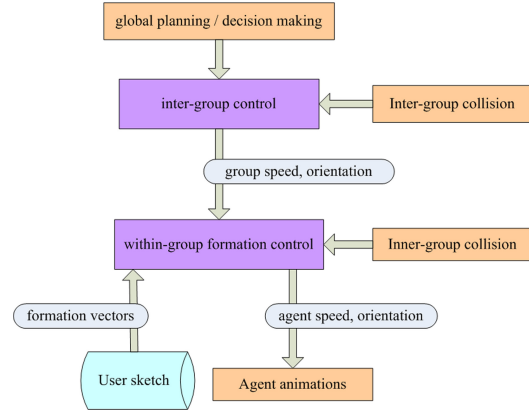 global planning / decision making
inter-group control
Inter-group collision
group speed, orientation
within-group formation control
Inner-group collision
formation vectors
agent speed, orientation
User sketch
Agent animations